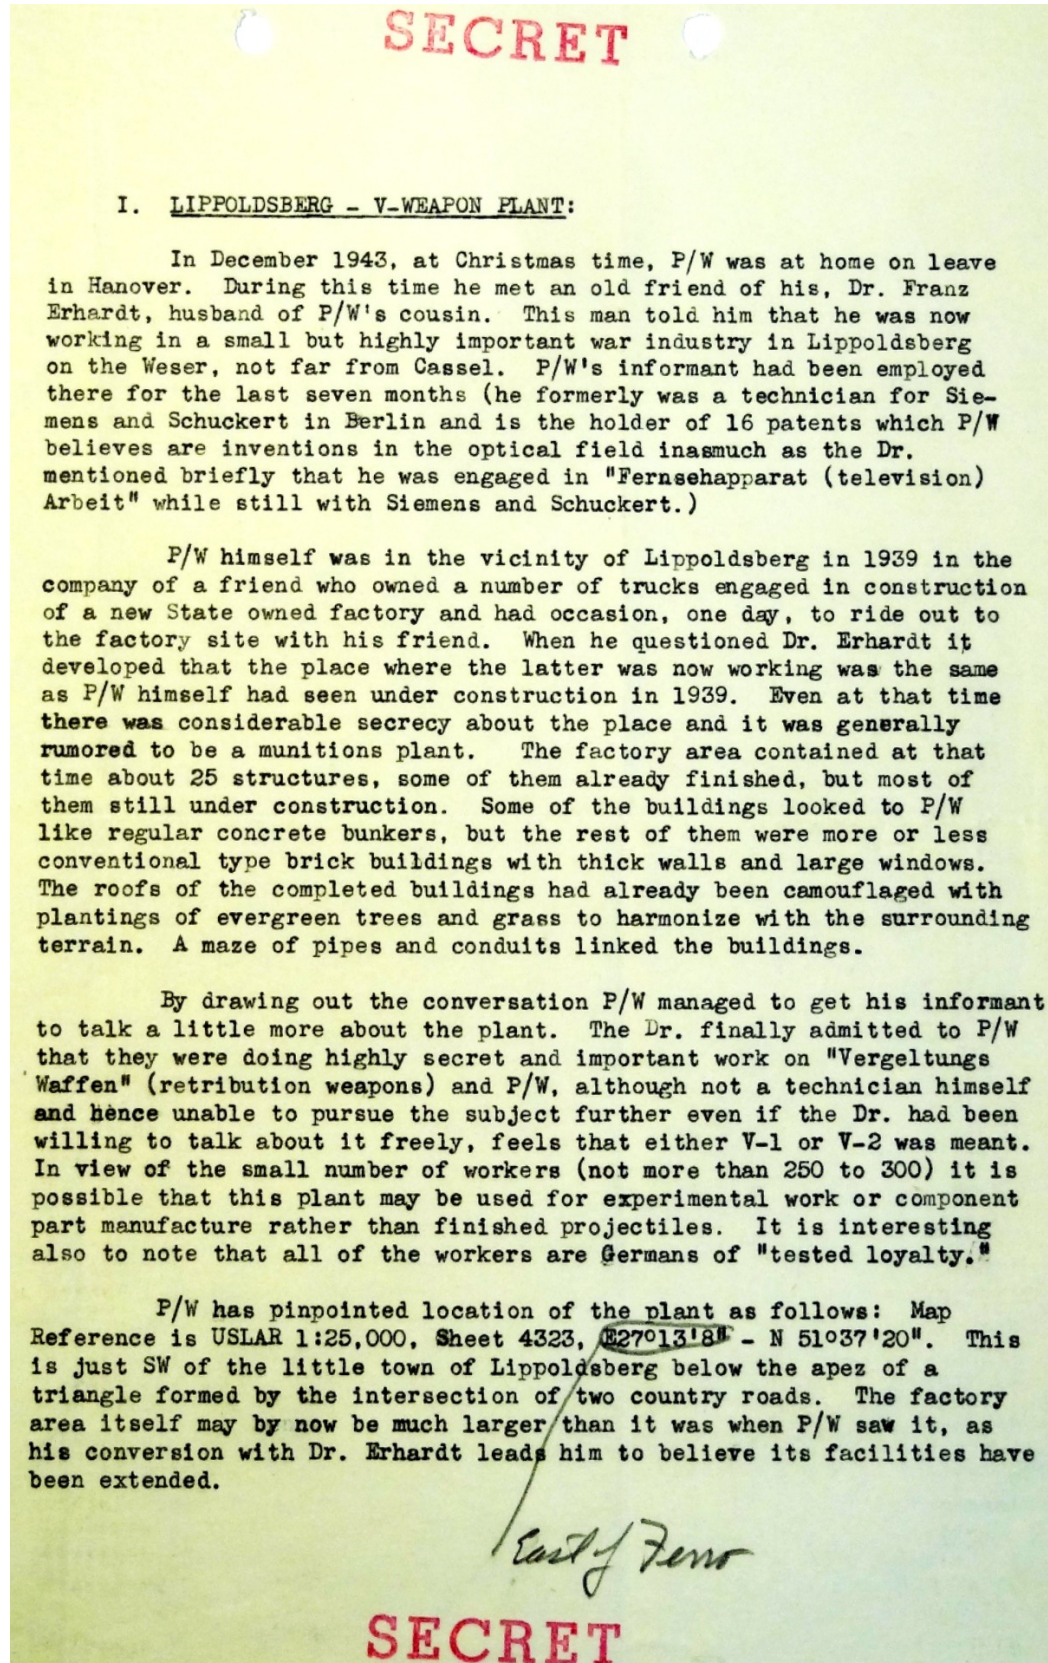 SECRET
I. LIPPOLDSBERG - V-WEAPON PLANT:
In December 1943, at Christmas time, P/W was at home on leave
in Hanover. During this time he met an old friend of his, Dr. Franz
Erhardt, husband of P/W's cousin. This man told him that he was now
working in a small but highly important war industry in Lippoldsberg
on the Weser, not far from Cassel. P/W's informant had been employed
there for the last seven months (he formerly was a technician for Sie-
mens and Schuckert in Berlin and is the holder of 16 patents which P/W
believes are inventions in the optical field inasmuch as the Dr.
mentioned briefly that he was engaged in "Fernsehapparat (television)
Arbeit" while still with Siemens and Schuckert.)
P/W himself was in the vicinity of Lippoldsberg in 1939 in the
company of a friend who owned a number of trucks engaged in construction
of a new State owned factory and had occasion, one day, to ride out to
the factory site with his friend. When he questioned Dr. Erhardt it
developed that the place where the latter was now working was the same
as P/W himself had seen under construction in 1939. Even at that time
there was considerable secrecy about the place and it was generally
rumored to be a munitions plant. The factory area contained at that
time about 25 structures, some of them already finished, but most of
them still under construction. Some of the buildings looked to P/W
like regular concrete bunkers, but the rest of them were more or less
conventional type brick buildings with thick walls and large windows.
The roofs of the completed buildings had already been camouflaged with
plantings of evergreen trees and grass to harmonize with the surrounding
terrain. A maze of pipes and conduits linked the buildings.
By drawing out the conversation P/W managed to get his informant
to talk a little more about the plant. The Dr. finally admitted to P/W
that they were doing highly secret and important work on "Vergeltungs
Waffen" (retribution weapons) and P/W, although not a technician himself
and hence unable to pursue the subject further even if the Dr. had been
willing to talk about it freely, feels that either V-1 or V-2 was meant.
In view of the small number of workers (not more than 250 to 300) it is
possible that this plant may be used for experimental work or component
part manufacture rather than finished projectiles. It is interesting
also to note that all of the workers are Germans of "tested loyalty."
P/W has pinpointed location of the plant as follows: Map
Reference is USLAR 1:25,000, Sheet 4323, E27°13'8" - N 51°37'20". This
is just SW of the little town of Lippoldsberg below the apez of a
triangle formed by the intersection of two country roads. The factory
area itself may by now be much larger than it was when P/W saw it, as
his conversion with Dr. Erhardt leads him to believe its facilities have
been extended.
East of Ferro
SECRET